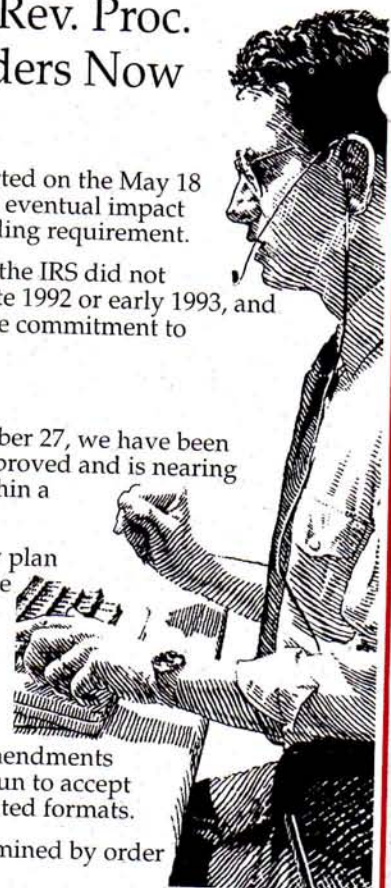 Rev. Proc.
ders Now
ted on the May 18
eventual impact
ling requirement.
the IRS did not
te 1992 or early 1993, and
e commitment to
ber 27, we have been
proved and is nearing
hin a
plan
e
endments
un to accept
ted formats.
mined by order